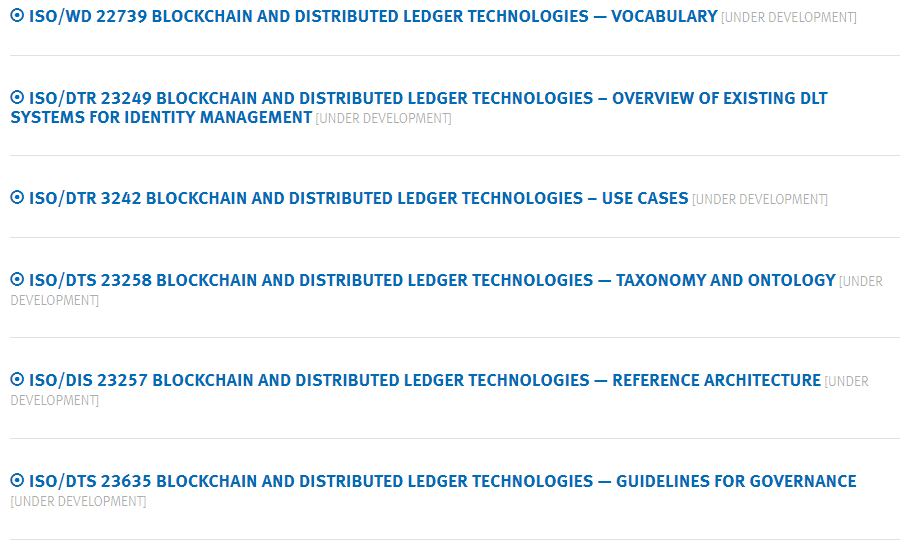 ISO/WD 22739 BLOCKCHAIN AND DISTRIBUTED LEDGER TECHNOLOGIES — VOCABULARY [UNDER DEVELOPMENT]
ISO/DTR 23249 BLOCKCHAIN AND DISTRIBUTED LEDGER TECHNOLOGIES – OVERVIEW OF EXISTING DLT
SYSTEMS FOR IDENTITY MANAGEMENT [UNDER DEVELOPMENT]
ISO/DTR 3242 BLOCKCHAIN AND DISTRIBUTED LEDGER TECHNOLOGIES – USE CASES [UNDER DEVELOPMENT]
ISO/DTS 23258 BLOCKCHAIN AND DISTRIBUTED LEDGER TECHNOLOGIES — TAXONOMY AND ONTOLOGY [UNDER
DEVELOPMENT]
ISO/DIS 23257 BLOCKCHAIN AND DISTRIBUTED LEDGER TECHNOLOGIES — REFERENCE ARCHITECTURE [UNDER
DEVELOPMENT]
ISO/DTS 23635 BLOCKCHAIN AND DISTRIBUTED LEDGER TECHNOLOGIES — GUIDELINES FOR GOVERNANCE
[UNDER DEVELOPMENT]